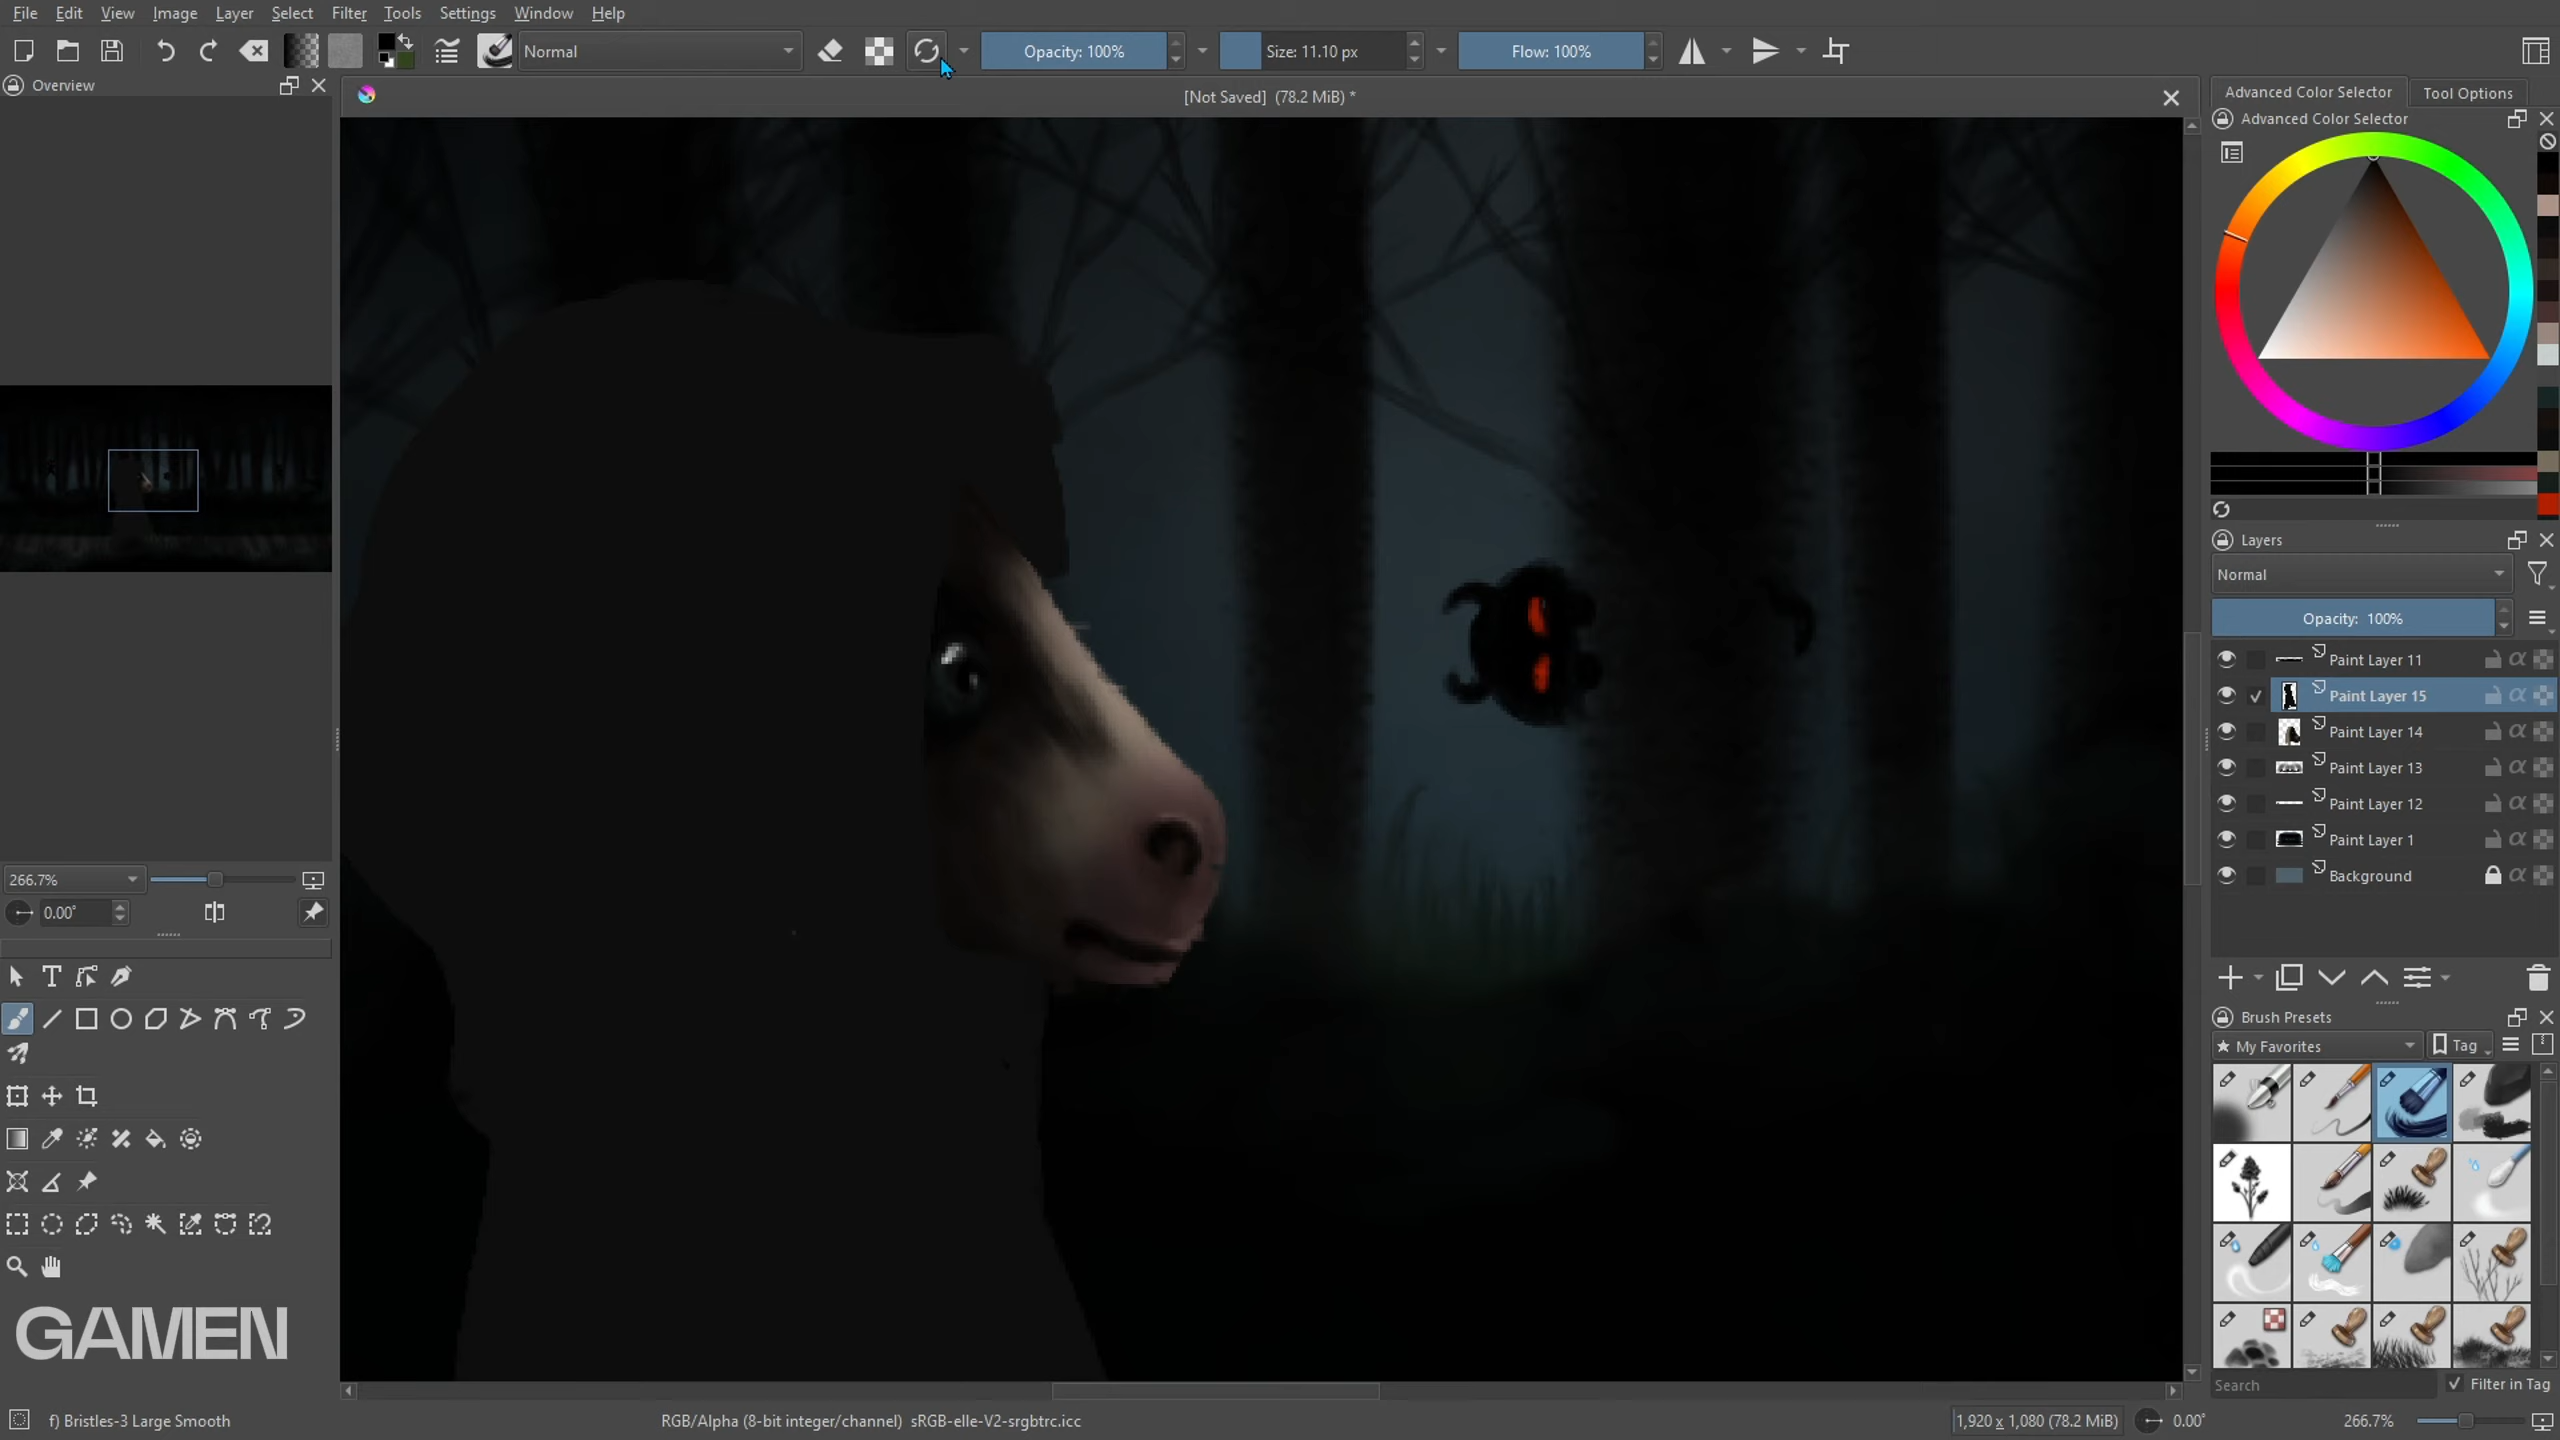 File Edit View Image Layer Select Filter Tools Settings Window Help
Normal
Opacity: 100%
Size: 11.10 px
Flow: 100%
Overview
[Not Saved] (78.2 MiB) *
Advanced Color Selector
Tool Options
Advanced Color Selector
Layers
Normal
Opacity: 100%
Paint Layer 11
Paint Layer 15
Paint Layer 14
Paint Layer 13
Paint Layer 12
Paint Layer 1
Background
266.7%
0.00°
Brush Presets
My Favorites
Tag
Search
Filter in Tag
GAMEN
f) Bristles-3 Large Smooth
RGB/Alpha (8-bit integer/channel) sRGB-elle-V2-srgbtrc.icc
1,920 x 1,080 (78.2 MiB)
0.00°
266.7%